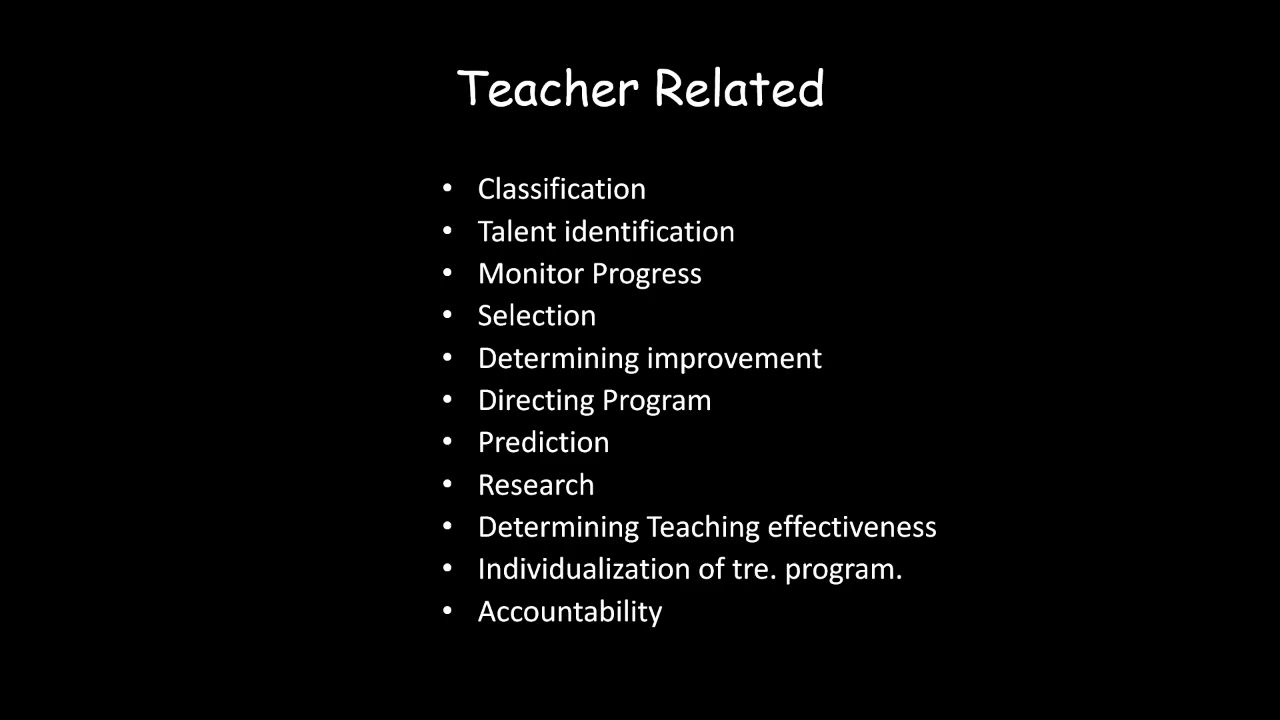 Teacher Related
• Classification
• Talent identification
• Monitor Progress
• Selection
• Determining improvement
• Directing Program
• Prediction
• Research
• Determining Teaching effectiveness
• Individualization of tre. program.
• Accountability